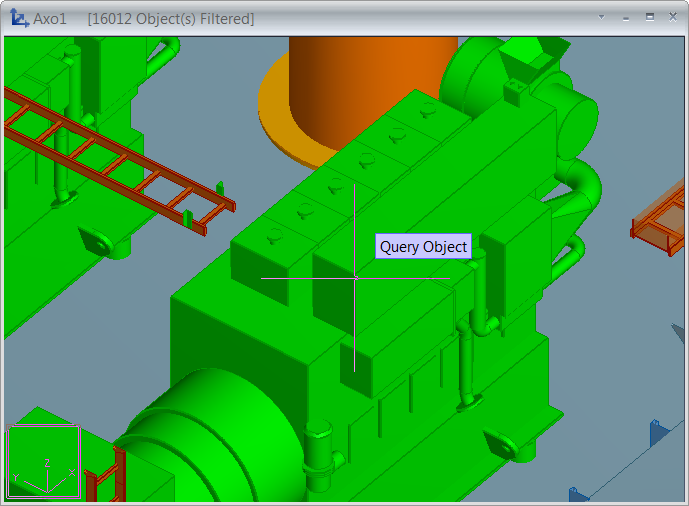 Axo1 [16012 Object(s) Filtered]
Query Object
Z
Y X